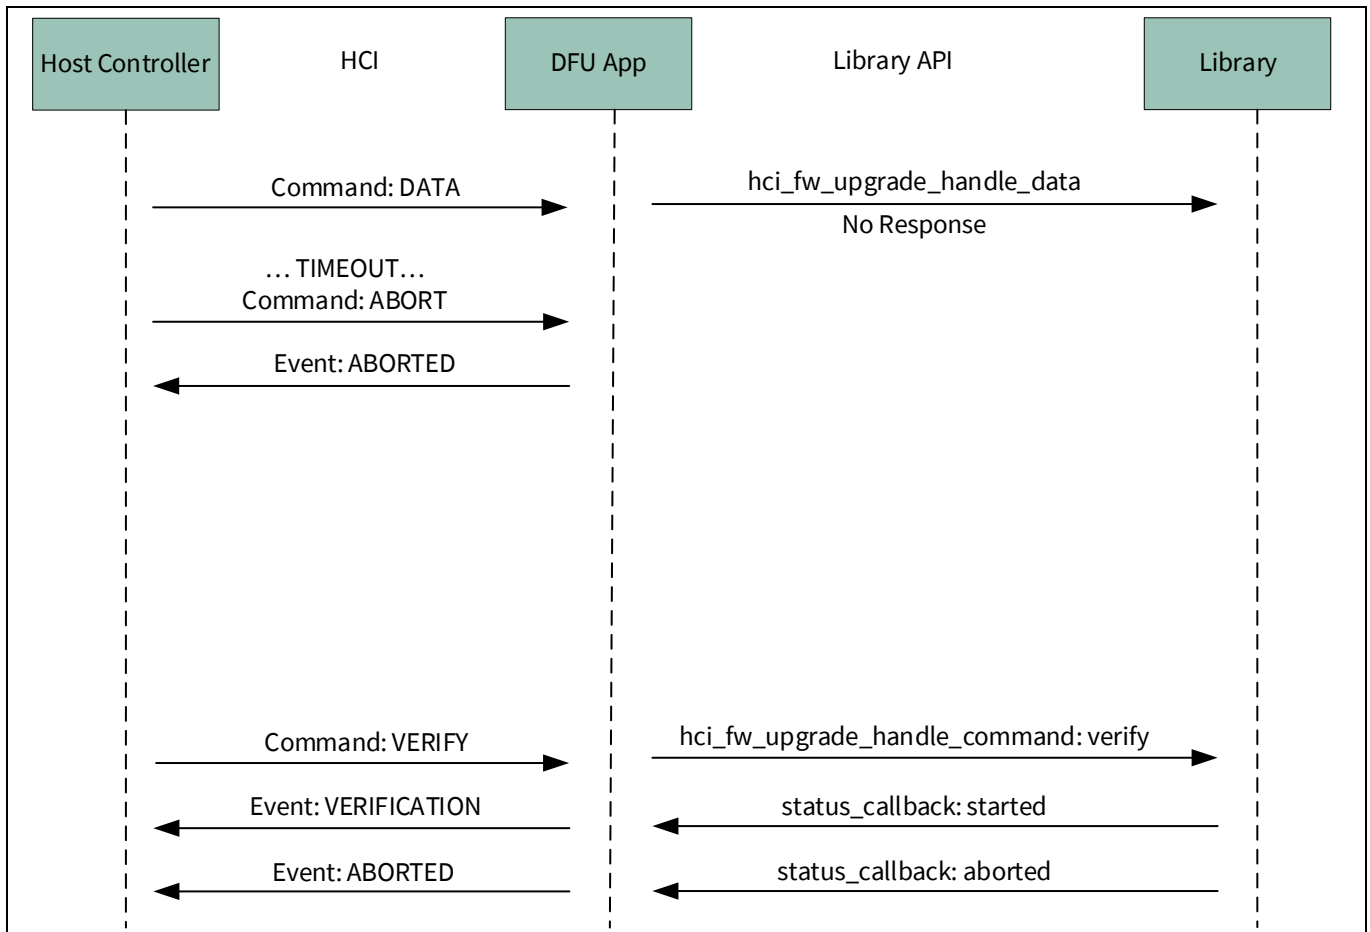 Host Controller
HCI
DFU App
Library API
Library
Command: DATA
hci_fw_upgrade_handle_data
No Response
... TIMEOUT...
Command: ABORT
Event: ABORTED
Command: VERIFY
hci_fw_upgrade_handle_command: verify
Event: VERIFICATION
status_callback: started
Event: ABORTED
status_callback: aborted